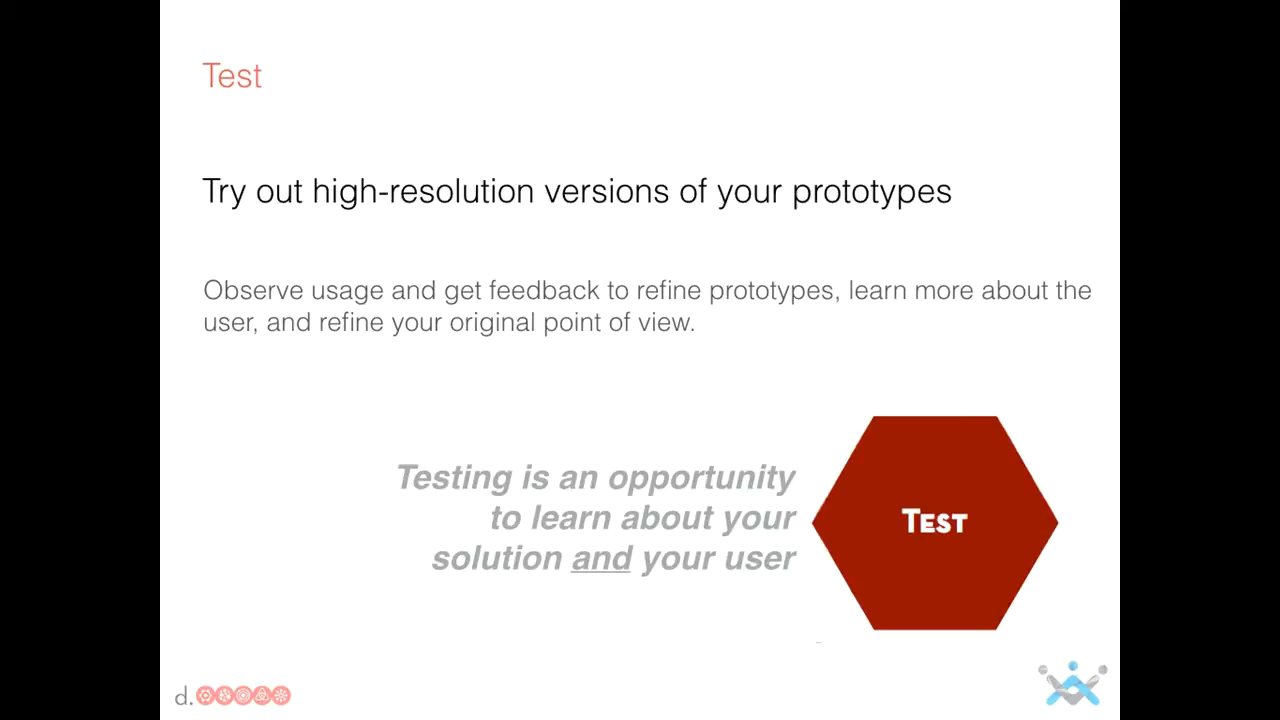 Test
Try out high-resolution versions of your prototypes
Observe usage and get feedback to refine prototypes, learn more about the
user, and refine your original point of view.
Testing is an opportunity
to learn about your
solution and your user
TEST
d.